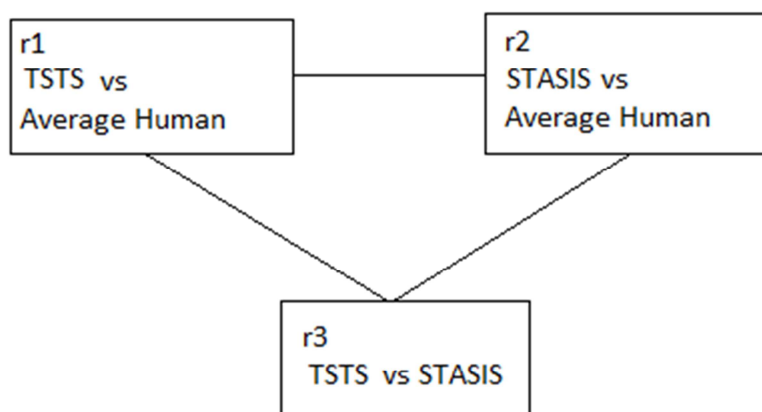 r1
TSTS vs
Average Human
r2
STASIS vs
Average Human
r3
TSTS vs STASIS